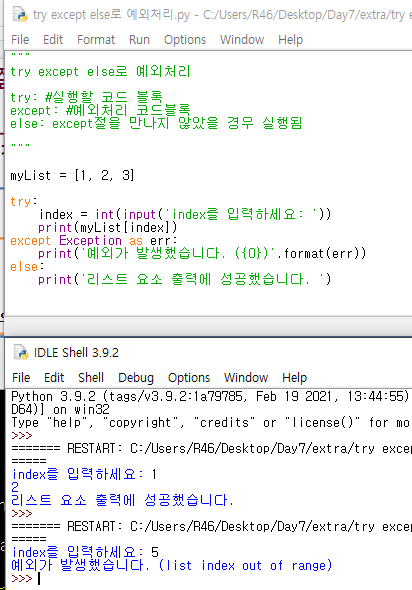 try except else로 예외처리.py - C:/Users/R46/Desktop/Day7/extra/try
File Edit Format Run Options Window Help
"""
try except else로 예외처리
try: #실행할 코드 블록
except: #예외처리 코드블록
else: except절을 만나지 않았을 경우 실행됨
"""
myList = [1, 2, 3]
try:
    index = int(input('index를 입력하세요: '))
    print(myList[index])
except Exception as err:
    print('예외가 발생했습니다. ({0})'.format(err))
else:
    print('리스트 요소 출력에 성공했습니다. ')
IDLE Shell 3.9.2
File Edit Shell Debug Options Window Help
Python 3.9.2 (tags/v3.9.2:1a79785, Feb 19 2021, 13:44:55)
D64)] on win32
Type "help", "copyright", "credits" or "license()" for mo
>>>
======= RESTART: C:/Users/R46/Desktop/Day7/extra/try excep
=====
index를 입력하세요: 1
2
리스트 요소 출력에 성공했습니다.
>>>
======= RESTART: C:/Users/R46/Desktop/Day7/extra/try excep
=====
index를 입력하세요: 5
예외가 발생했습니다. (list index out of range)
>>>